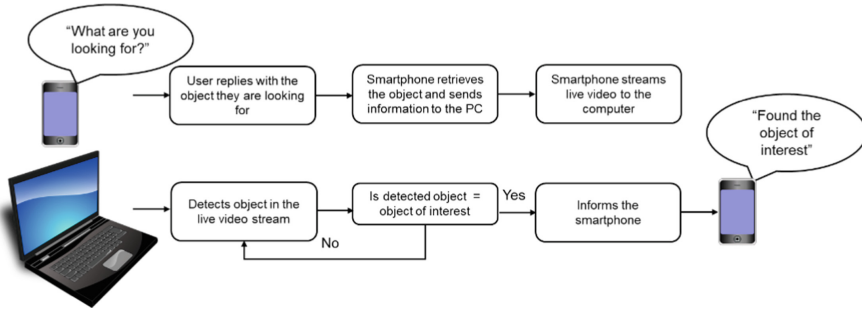 “What are you
looking for?”
User replies with the
object they are looking
for
Smartphone retrieves
the object and sends
information to the PC
Smartphone streams
live video to the
computer
“Found the
object of
interest”
Detects object in the
live video stream
Is detected object =
object of interest
Yes
Informs the
smartphone
No